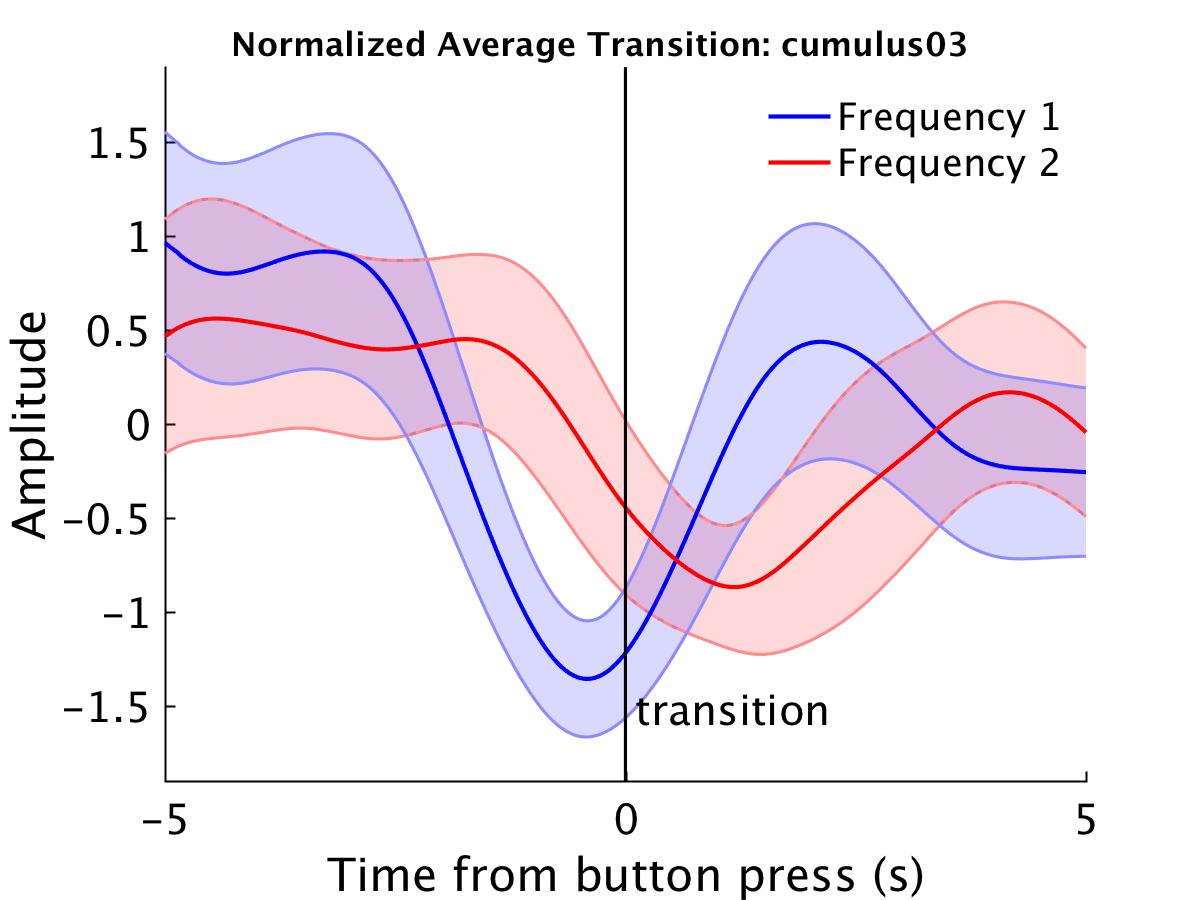 Normalized Average Transition: cumulus03
Frequency 1
Frequency 2
Amplitude
1.5
1
0.5
0
−0.5
−1
−1.5
transition
−5
0
5
Time from button press (s)